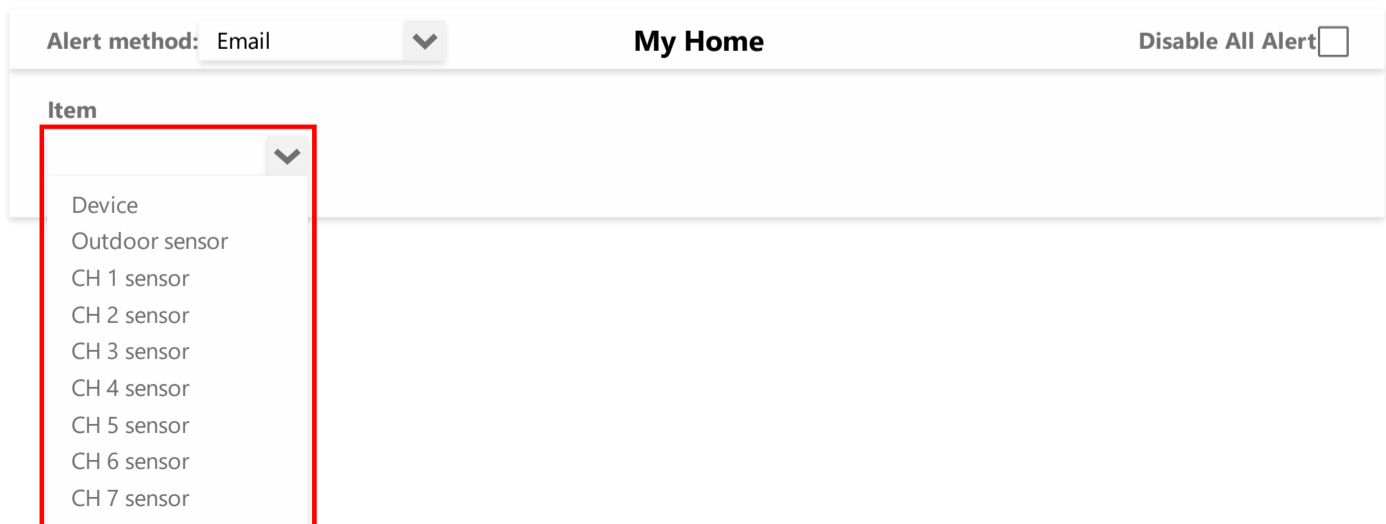 Alert method: Email My Home Disable All Alert
Item
Device
Outdoor sensor
CH 1 sensor
CH 2 sensor
CH 3 sensor
CH 4 sensor
CH 5 sensor
CH 6 sensor
CH 7 sensor